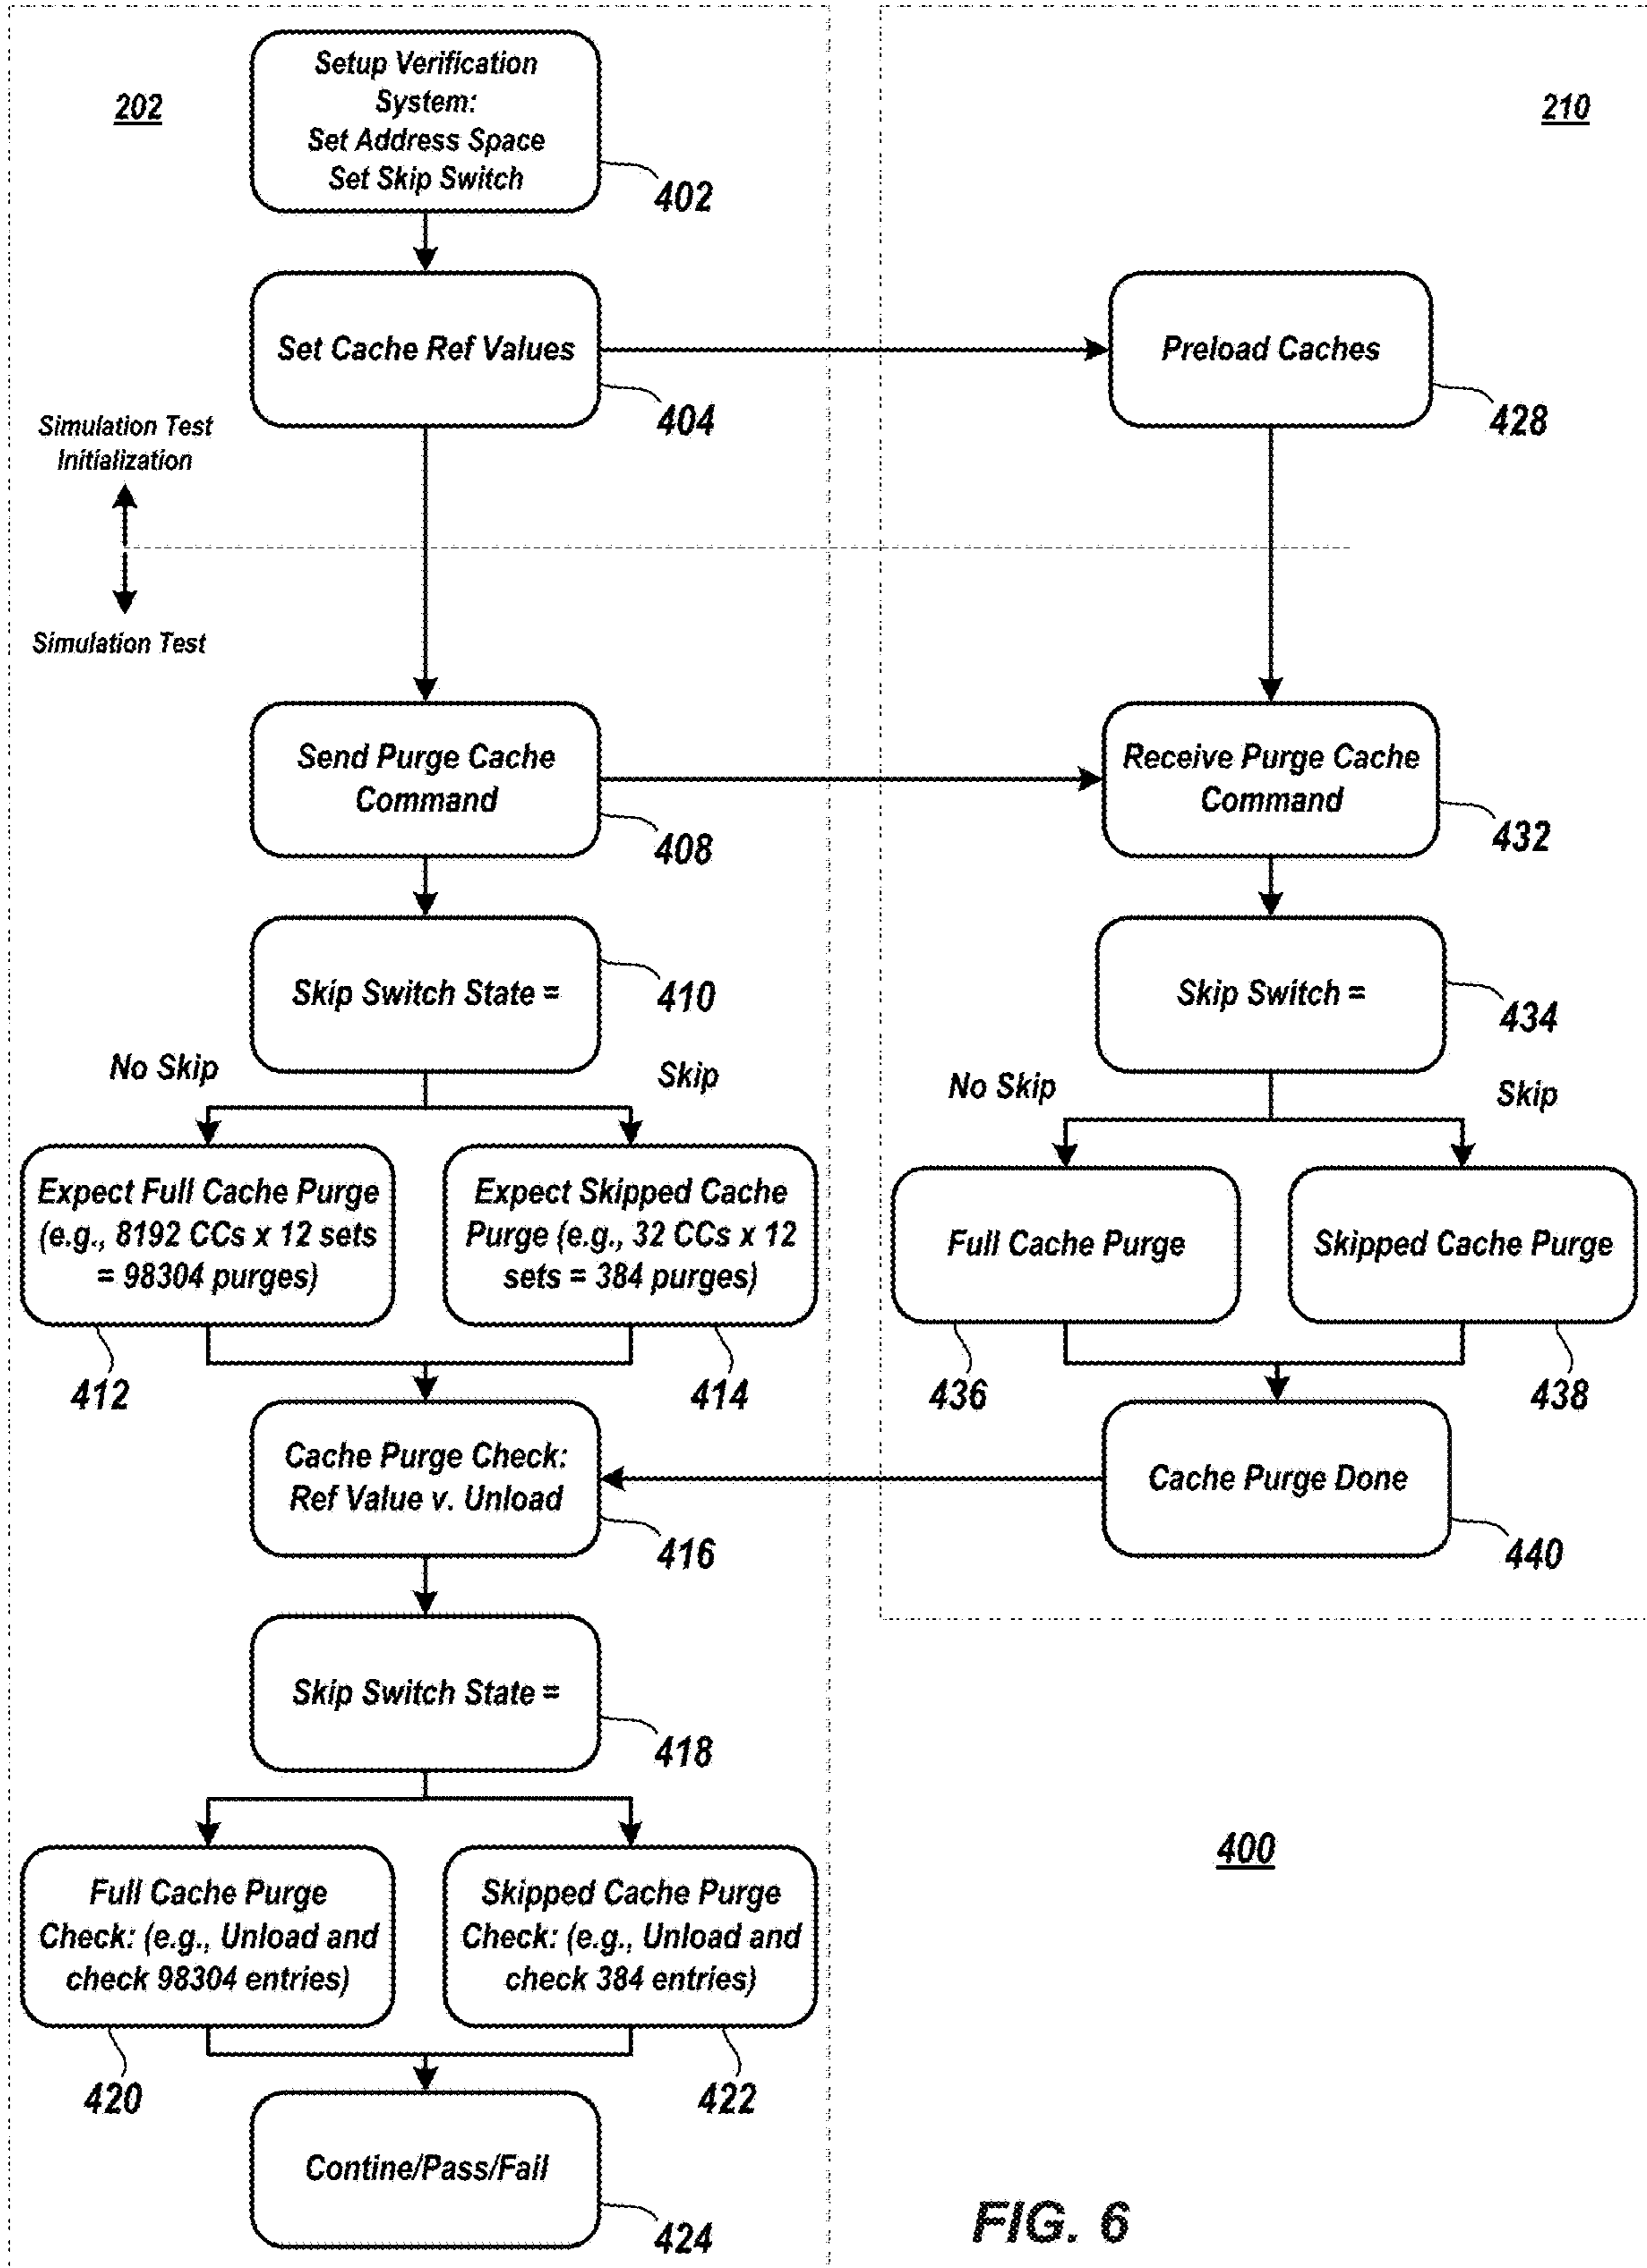 202
Setup Verification
System:
Set Address Space
Set Skip Switch
402
210
Set Cache Ref Values
404
Preload Caches
428
Simulation Test
Initialization
Simulation Test
Send Purge Cache
Command
408
Receive Purge Cache
Command
432
Skip Switch State =
410
Skip Switch =
434
No Skip
Skip
No Skip
Skip
Expect Full Cache Purge
(e.g., 8192 CCs x 12 sets
= 98304 purges)
412
Expect Skipped Cache
Purge (e.g., 32 CCs x 12
sets = 384 purges)
414
Full Cache Purge
436
Skipped Cache Purge
438
Cache Purge Check:
Ref Value v. Unload
416
Cache Purge Done
440
Skip Switch State =
418
400
Full Cache Purge
Check: (e.g., Unload and
check 98304 entries)
420
Skipped Cache Purge
Check: (e.g., Unload and
check 384 entries)
422
Contine/Pass/Fail
424
FIG. 6